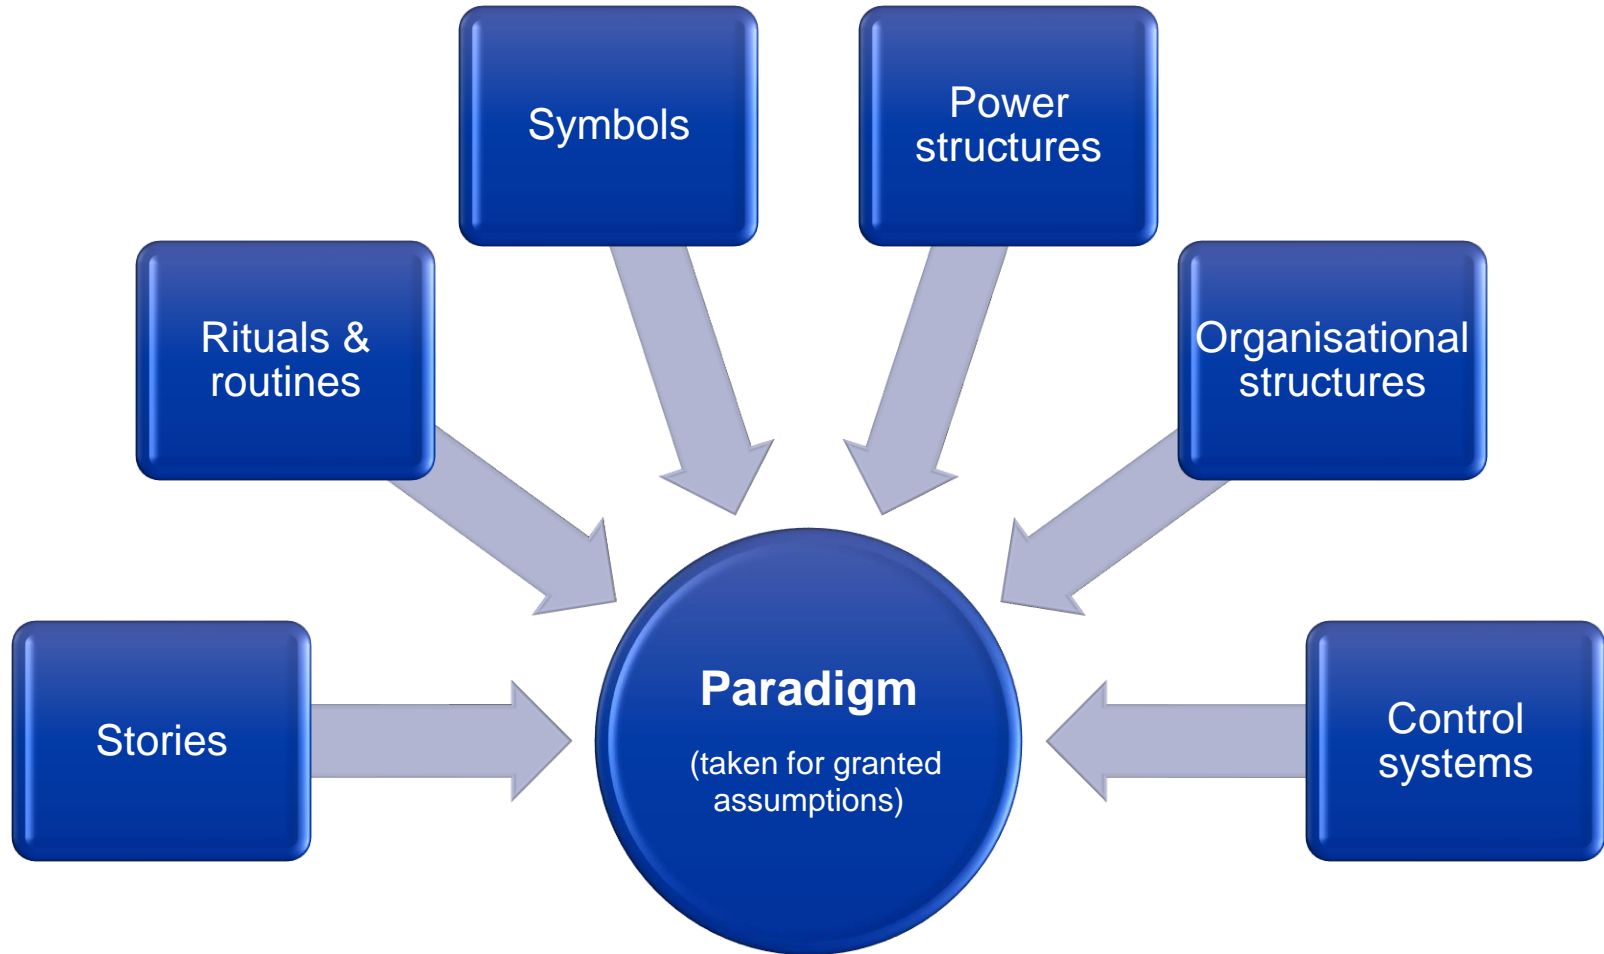 Symbols
Power
structures
Rituals &
routines
Organisational
structures
Stories
Paradigm
(taken for granted
assumptions)
Control
systems